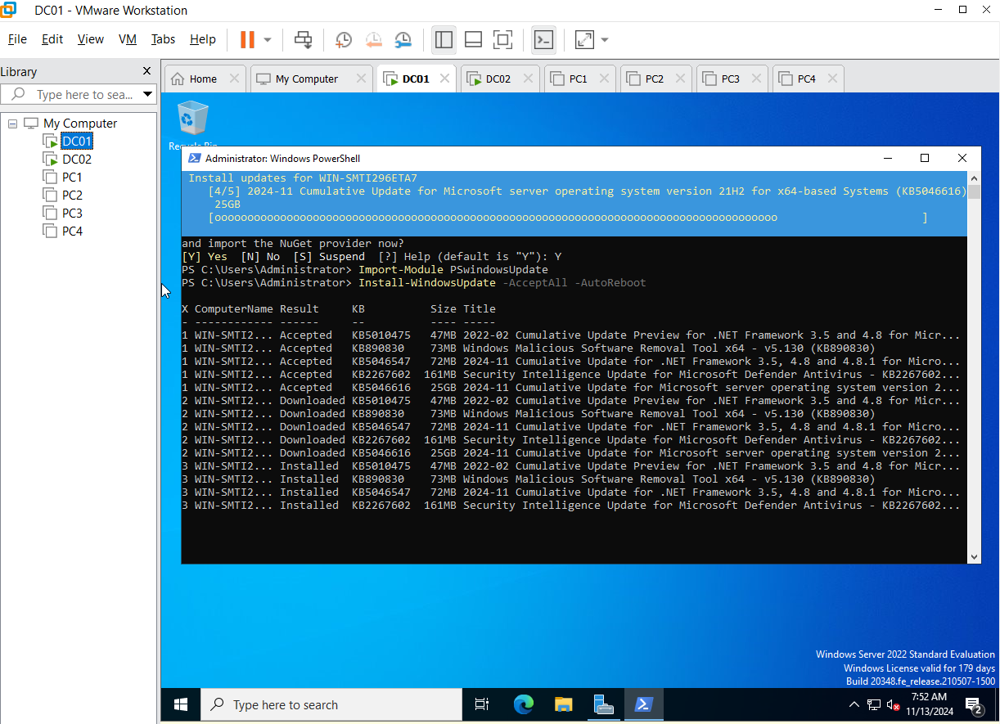 DC01 - VMware Workstation
File Edit View VM Tabs Help
Library
Type here to sea...
My Computer
DC01
DC02
PC1
PC2
PC3
PC4
Home
My Computer
DC01
DC02
PC1
PC2
PC3
PC4
Recycle Bin
Administrator: Windows PowerShell
Install updates for WIN-SMTI296ETA7
[4/5] 2024-11 Cumulative Update for Microsoft server operating system version 21H2 for x64-based Systems (KB5046616)
25GB
[oooooooooooooooooooooooooooooooooooooooooooooooooooooooooooooooooooooooooooooooooooooo ]
and import the NuGet provider now?
[Y] Yes [N] No [S] Suspend [?] Help (default is "Y"): Y
PS C:\Users\Administrator> Import-Module PSwindowsUpdate
PS C:\Users\Administrator> Install-WindowsUpdate -AcceptAll -AutoReboot
X ComputerName Result KB Size Title
- ------------ ------ -- ---- -----
1 WIN-SMTI2... Accepted KB5010475 47MB 2022-02 Cumulative Update Preview for .NET Framework 3.5 and 4.8 for Micr...
1 WIN-SMTI2... Accepted KB890830 73MB Windows Malicious Software Removal Tool x64 - v5.130 (KB890830)
1 WIN-SMTI2... Accepted KB5046547 72MB 2024-11 Cumulative Update for .NET Framework 3.5, 4.8 and 4.8.1 for Micro...
1 WIN-SMTI2... Accepted KB2267602 161MB Security Intelligence Update for Microsoft Defender Antivirus - KB2267602...
1 WIN-SMTI2... Accepted KB5046616 25GB 2024-11 Cumulative Update for Microsoft server operating system version 2...
2 WIN-SMTI2... Downloaded KB5010475 47MB 2022-02 Cumulative Update Preview for .NET Framework 3.5 and 4.8 for Micr...
2 WIN-SMTI2... Downloaded KB890830 73MB Windows Malicious Software Removal Tool x64 - v5.130 (KB890830)
2 WIN-SMTI2... Downloaded KB5046547 72MB 2024-11 Cumulative Update for .NET Framework 3.5, 4.8 and 4.8.1 for Micro...
2 WIN-SMTI2... Downloaded KB2267602 161MB Security Intelligence Update for Microsoft Defender Antivirus - KB2267602...
2 WIN-SMTI2... Downloaded KB5046616 25GB 2024-11 Cumulative Update for Microsoft server operating system version 2...
3 WIN-SMTI2... Installed KB5010475 47MB 2022-02 Cumulative Update Preview for .NET Framework 3.5 and 4.8 for Micr...
3 WIN-SMTI2... Installed KB890830 73MB Windows Malicious Software Removal Tool x64 - v5.130 (KB890830)
3 WIN-SMTI2... Installed KB5046547 72MB 2024-11 Cumulative Update for .NET Framework 3.5, 4.8 and 4.8.1 for Micro...
3 WIN-SMTI2... Installed KB2267602 161MB Security Intelligence Update for Microsoft Defender Antivirus - KB2267602...
Windows Server 2022 Standard Evaluation
Windows License valid for 179 days
Build 20348.fe_release.210507-1500
Type here to search
7:52 AM
11/13/2024
2